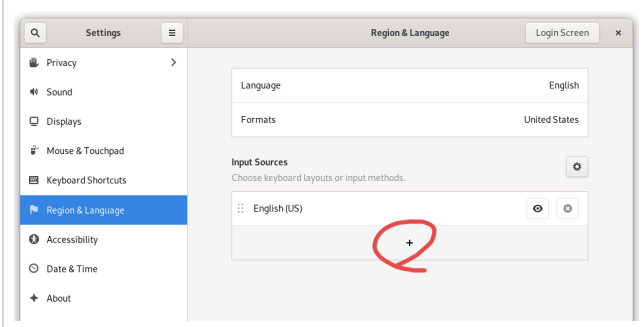 Settings
Region & Language
Login Screen
Privacy
Sound
Displays
Mouse & Touchpad
Keyboard Shortcuts
Region & Language
Accessibility
Date & Time
About
Language English
Formats United States
Input Sources
Choose keyboard layouts or input methods.
English (US)
+